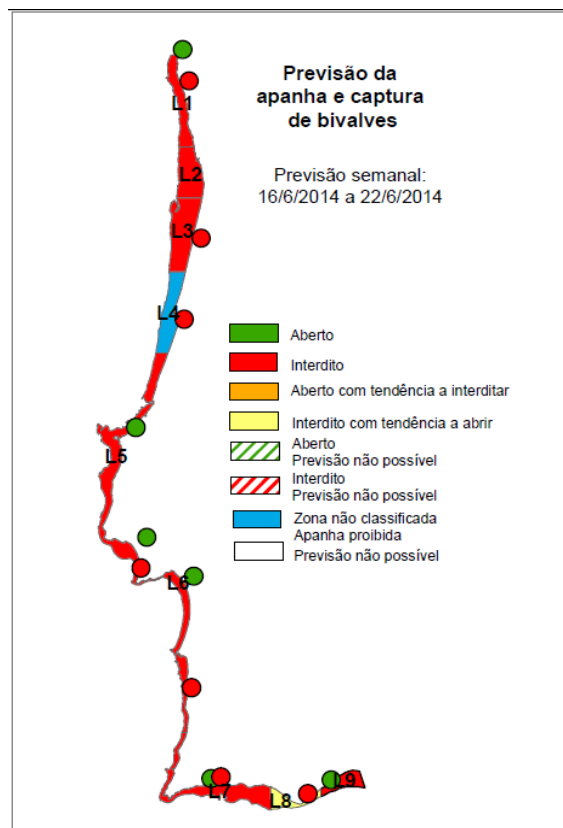 Previsão da
apanha e captura
de bivalves
Previsão semanal:
16/6/2014 a 22/6/2014
L1
L2
L3
L4
L5
L6
L7
L8
L9
Aberto
Interdito
Aberto com tendência a interditar
Interdito com tendência a abrir
Aberto
Previsão não possível
Interdito
Previsão não possível
Zona não classificada
Apanha proibida
Previsão não possível